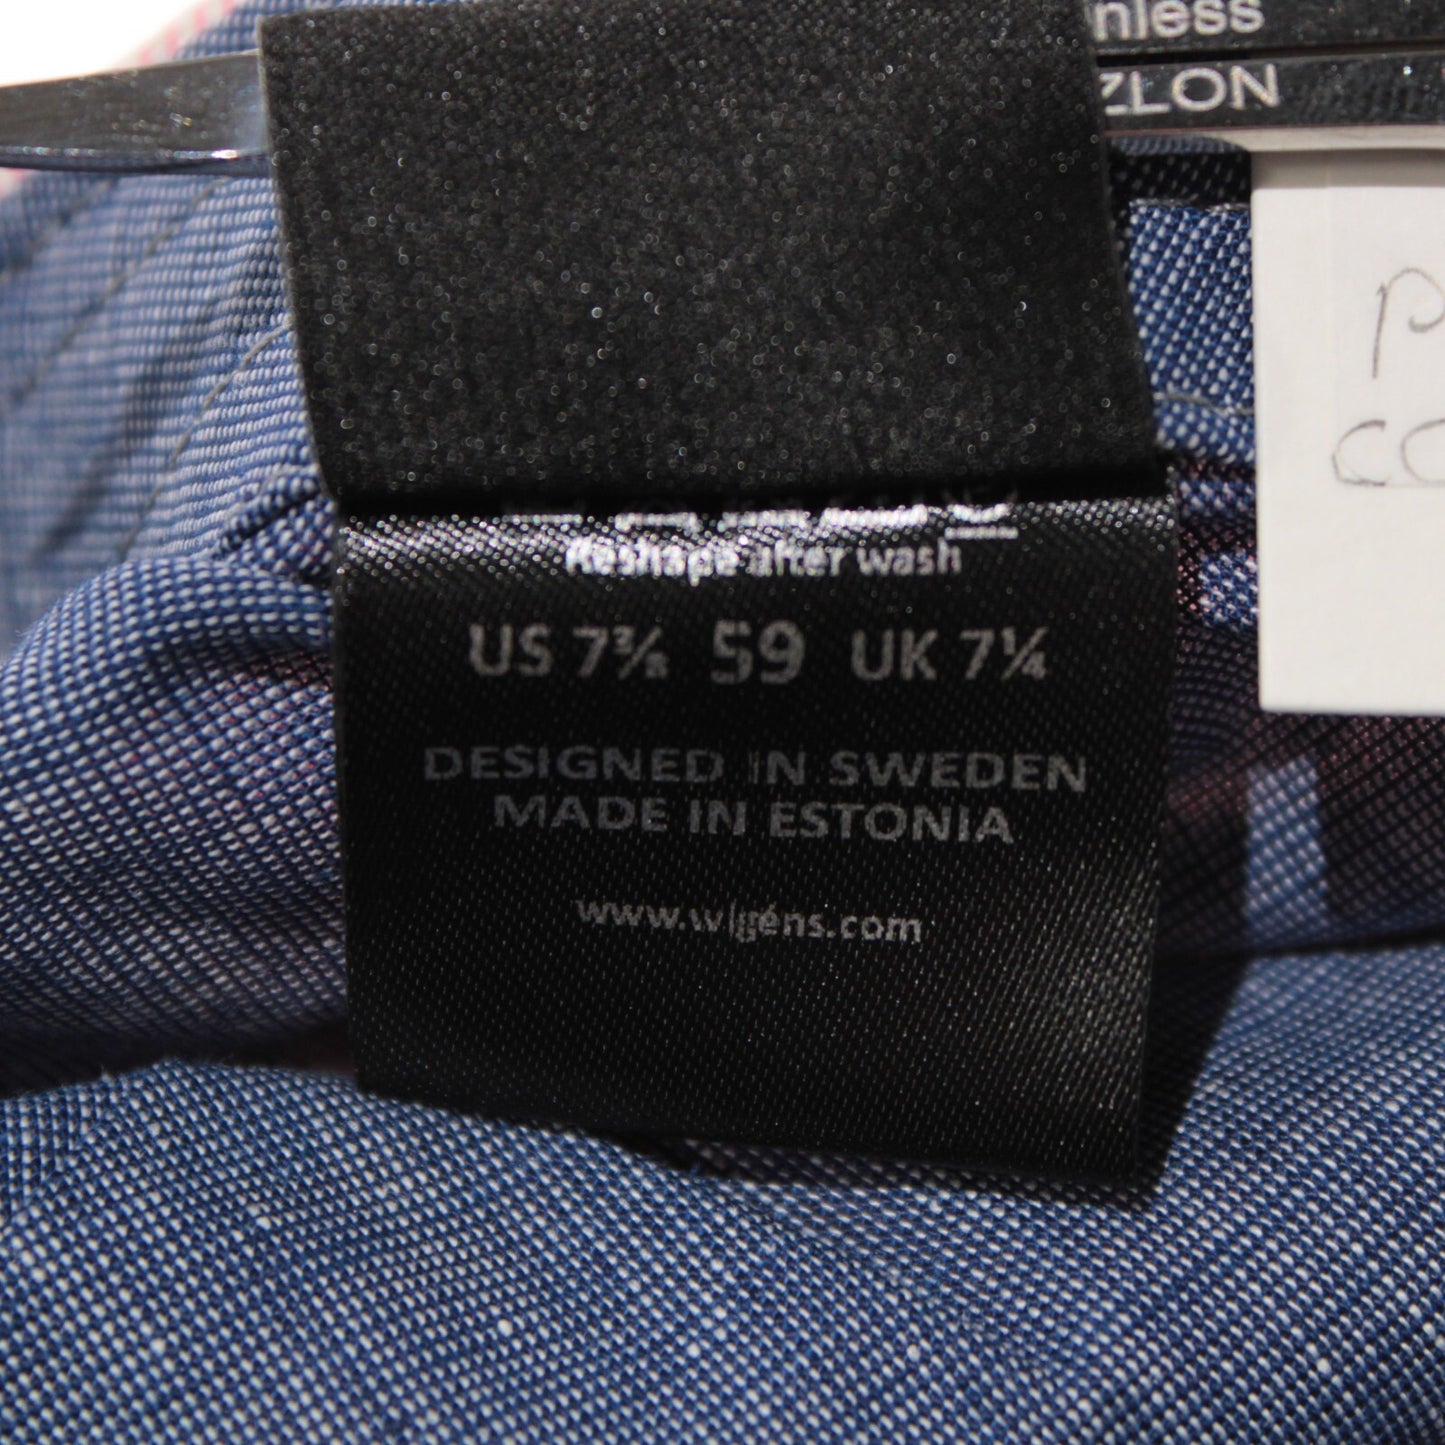 nless
ZLON
P
CO
Reshape after wash
US 7⅜ 59 UK 7¼
DESIGNED IN SWEDEN
MADE IN ESTONIA
www.wigéns.com